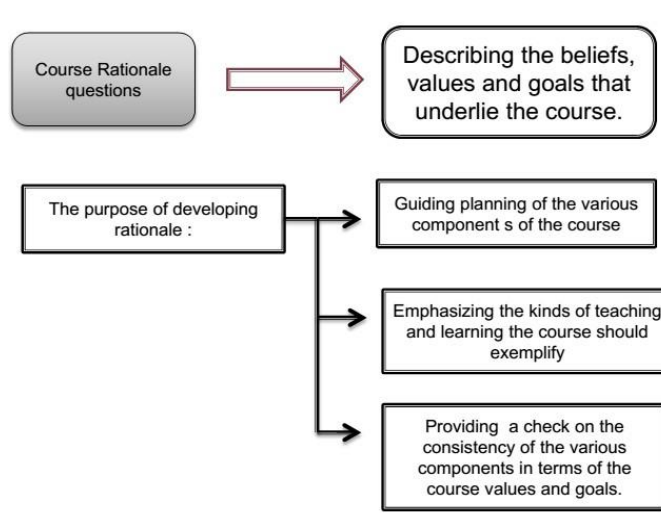 Course Rationale
questions
Describing the beliefs,
values and goals that
underlie the course.
The purpose of developing
rationale :
Guiding planning of the various
component s of the course
Emphasizing the kinds of teaching
and learning the course should
exemplify
Providing a check on the
consistency of the various
components in terms of the
course values and goals.